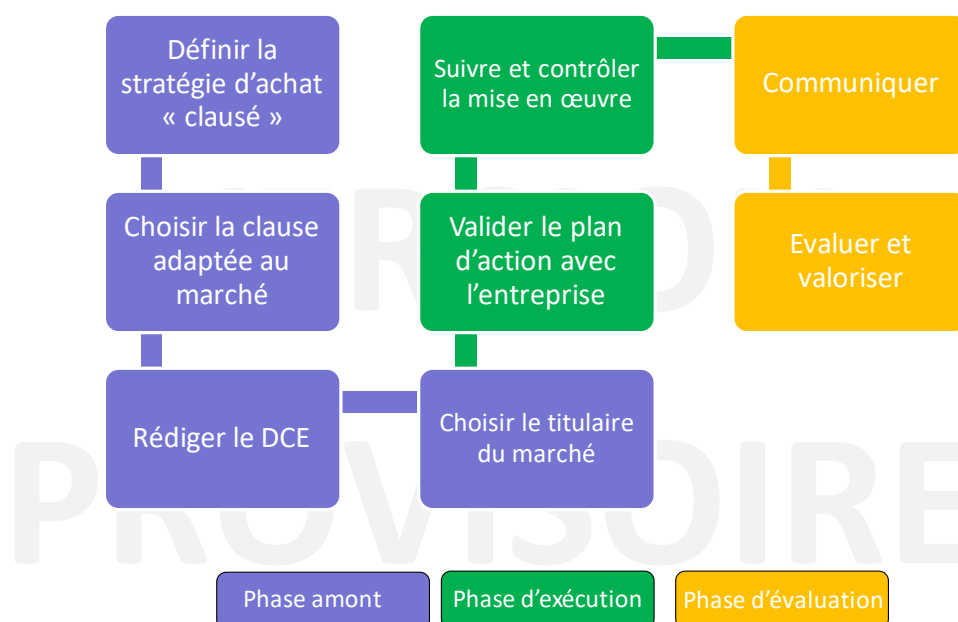 Définir la
stratégie d'achat
« clausé »
Choisir la clause
adaptée au
marché
Rédiger le DCE
Choisir le titulaire
du marché
Valider le plan
d'action avec
l'entreprise
Suivre et contrôler
la mise en œuvre
Communiquer
Evaluer et
valoriser
PROVISOIRE
Phase amont
Phase d'exécution
Phase d'évaluation